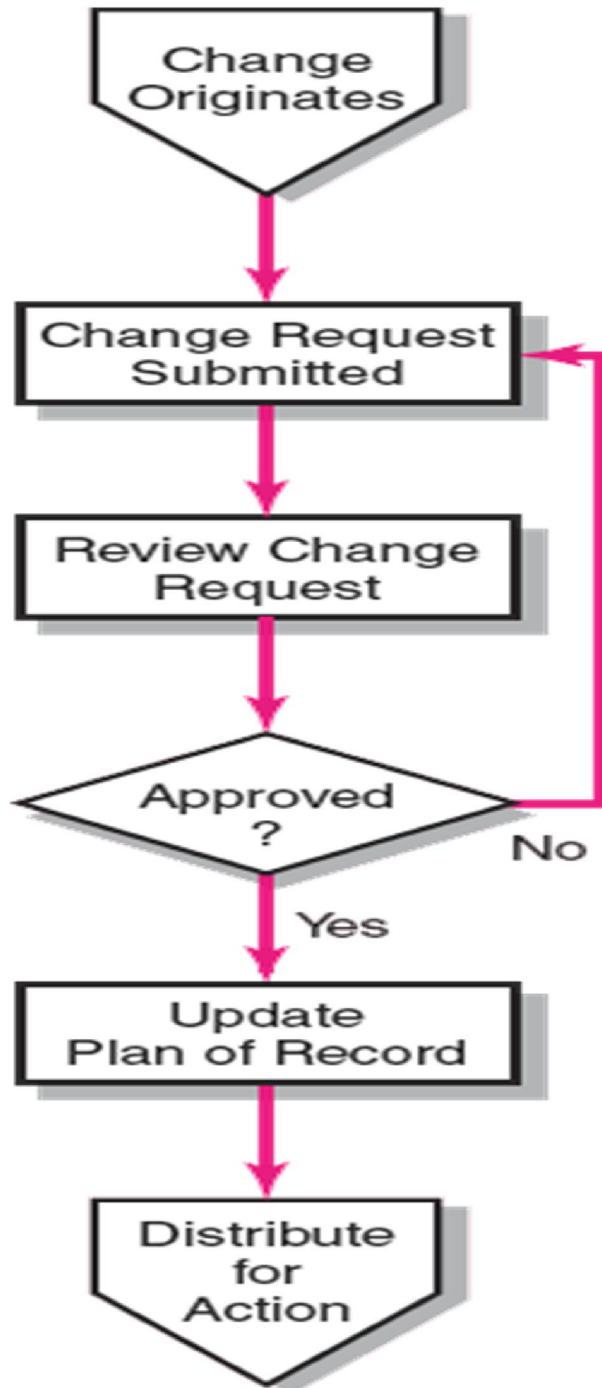 Change
Originates
Change Request
Submitted
Review Change
Request
Approved
?
No
Yes
Update
Plan of Record
Distribute
for
Action